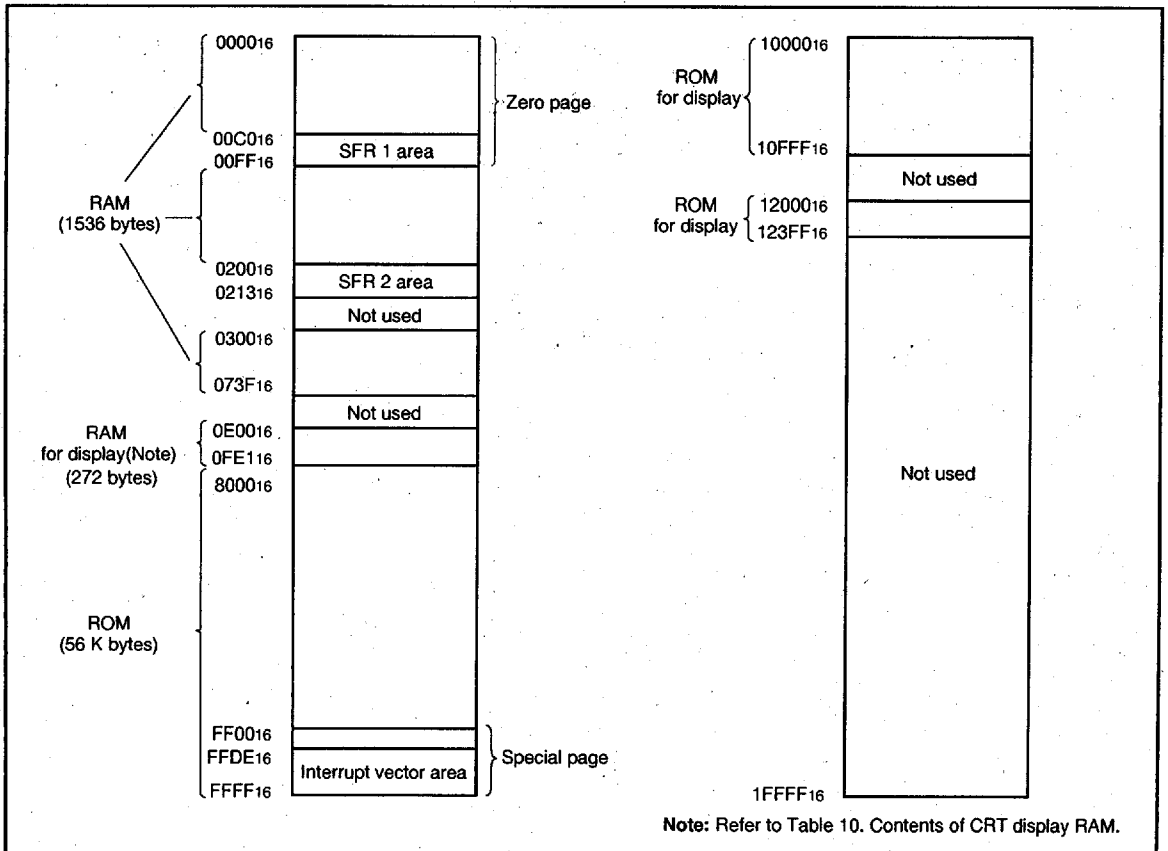 000016
Zero page
00C016
SFR 1 area
00FF16
RAM
(1536 bytes)
020016
SFR 2 area
021316
Not used
030016
073F16
Not used
RAM
for display(Note)
(272 bytes)
0E0016
0FE116
800016
ROM
(56 K bytes)
FF0016
FFDE16
Special page
Interrupt vector area
FFFF16
1000016
ROM
for display
10FFF16
Not used
ROM
for display
1200016
123FF16
Not used
1FFFF16
Note: Refer to Table 10. Contents of CRT display RAM.